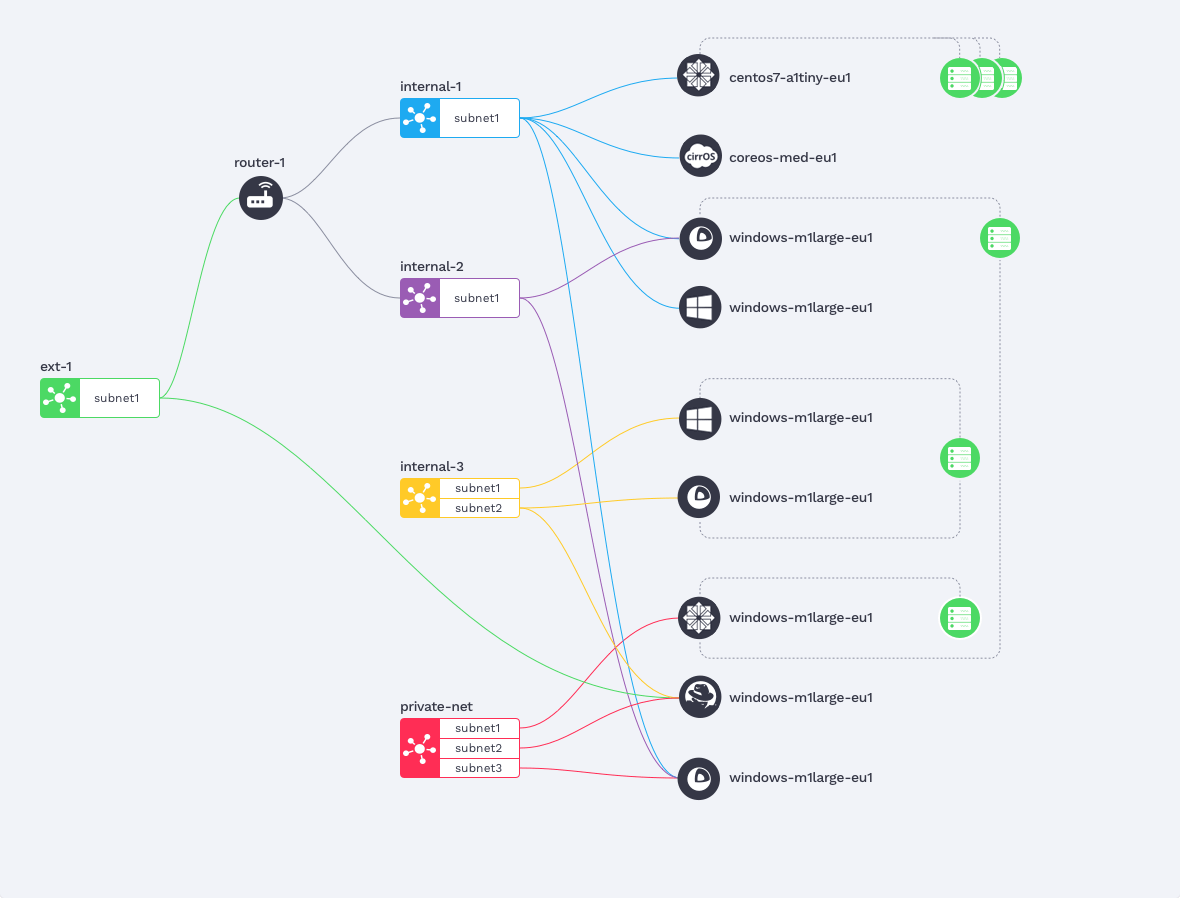 internal-1
subnet1
centos7-a1tiny-eu1
cirrOS
coreos-med-eu1
router-1
windows-m1large-eu1
internal-2
subnet1
windows-m1large-eu1
ext-1
subnet1
windows-m1large-eu1
internal-3
subnet1
subnet2
windows-m1large-eu1
windows-m1large-eu1
private-net
subnet1
subnet2
subnet3
windows-m1large-eu1
windows-m1large-eu1